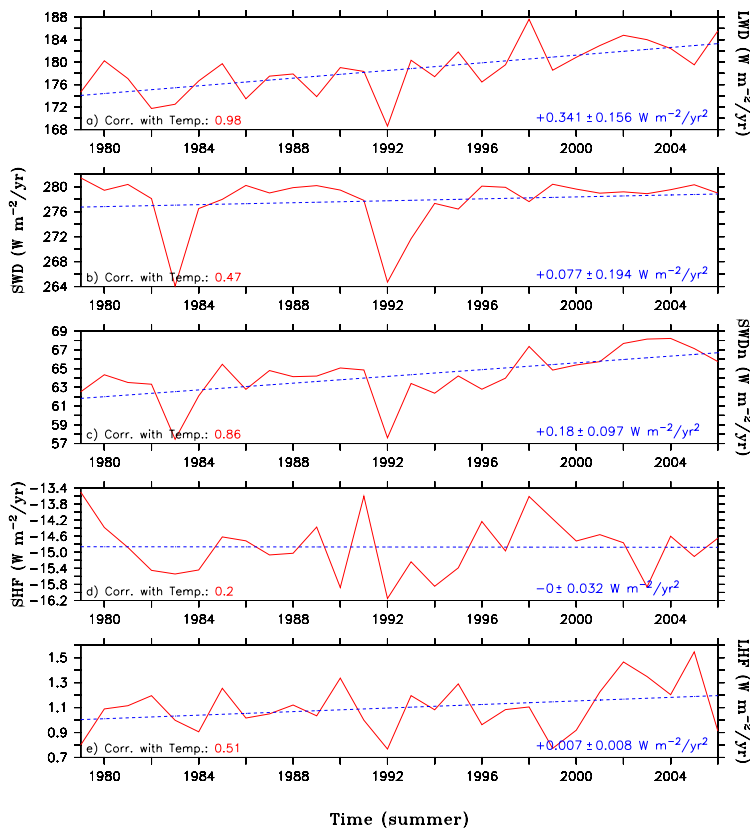 188
184
180
176
172
168
LWD (W m⁻²/yr)
a) Corr. with Temp.: 0.98
+0.341±0.156 W m⁻²/yr²
1980 1984 1988 1992 1996 2000 2004
280
276
272
268
264
SWD (W m⁻²/yr)
b) Corr. with Temp.: 0.47
+0.077±0.194 W m⁻²/yr²
1980 1984 1988 1992 1996 2000 2004
69
67
65
63
61
59
57
SWDn (W m⁻²/yr)
c) Corr. with Temp.: 0.86
+0.18±0.097 W m⁻²/yr²
1980 1984 1988 1992 1996 2000 2004
−13.4
−13.8
−14.2
−14.6
−15.0
−15.4
−15.8
−16.2
SHF (W m⁻²/yr)
d) Corr. with Temp.: 0.2
−0±0.032 W m⁻²/yr²
1980 1984 1988 1992 1996 2000 2004
1.5
1.3
1.1
0.9
0.7
LHF (W m⁻²/yr)
e) Corr. with Temp.: 0.51
+0.007±0.008 W m⁻²/yr²
1980 1984 1988 1992 1996 2000 2004
Time (summer)